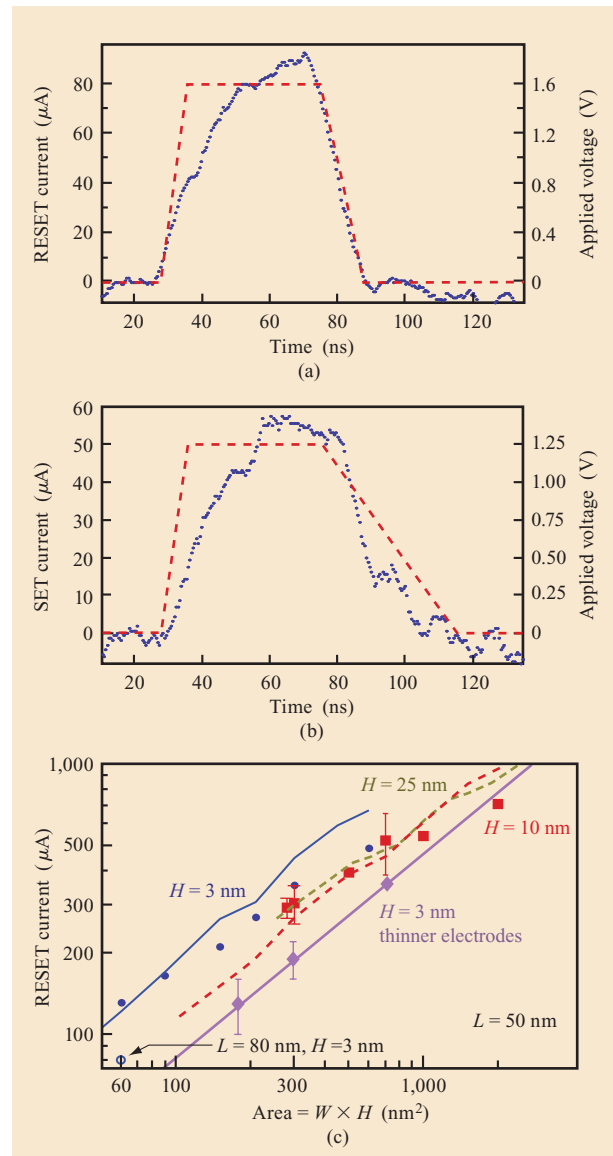 RESET current (μA)
80
60
40
20
0
1.6
1.2
0.8
0.4
0
Applied voltage (V)
20 40 60 80 100 120
Time (ns)
(a)
SET current (μA)
60
50
40
30
20
10
0
1.25
1.00
0.75
0.50
0.25
0
Applied voltage (V)
20 40 60 80 100 120
Time (ns)
(b)
RESET current (μA)
1,000
500
300
200
100
H = 25 nm
H = 10 nm
H = 3 nm
H = 3 nm
thinner electrodes
L = 50 nm
L = 80 nm, H =3 nm
60 100 300 1,000
Area = W × H (nm²)
(c)